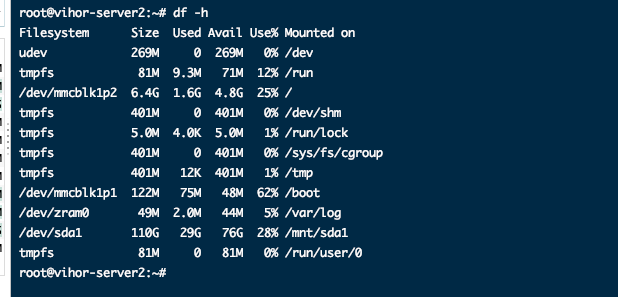 root@vihor-server2:~# df -h
Filesystem      Size  Used Avail Use% Mounted on
udev            269M     0  269M   0% /dev
tmpfs            81M  9.3M   71M  12% /run
/dev/mmcblk1p2  6.4G  1.6G  4.8G  25% /
tmpfs           401M     0  401M   0% /dev/shm
tmpfs           5.0M  4.0K  5.0M   1% /run/lock
tmpfs           401M     0  401M   0% /sys/fs/cgroup
tmpfs           401M   12K  401M   1% /tmp
/dev/mmcblk1p1  122M   75M   48M  62% /boot
/dev/zram0       49M  2.0M   44M   5% /var/log
/dev/sda1       110G   29G   76G  28% /mnt/sda1
tmpfs            81M     0   81M   0% /run/user/0
root@vihor-server2:~#